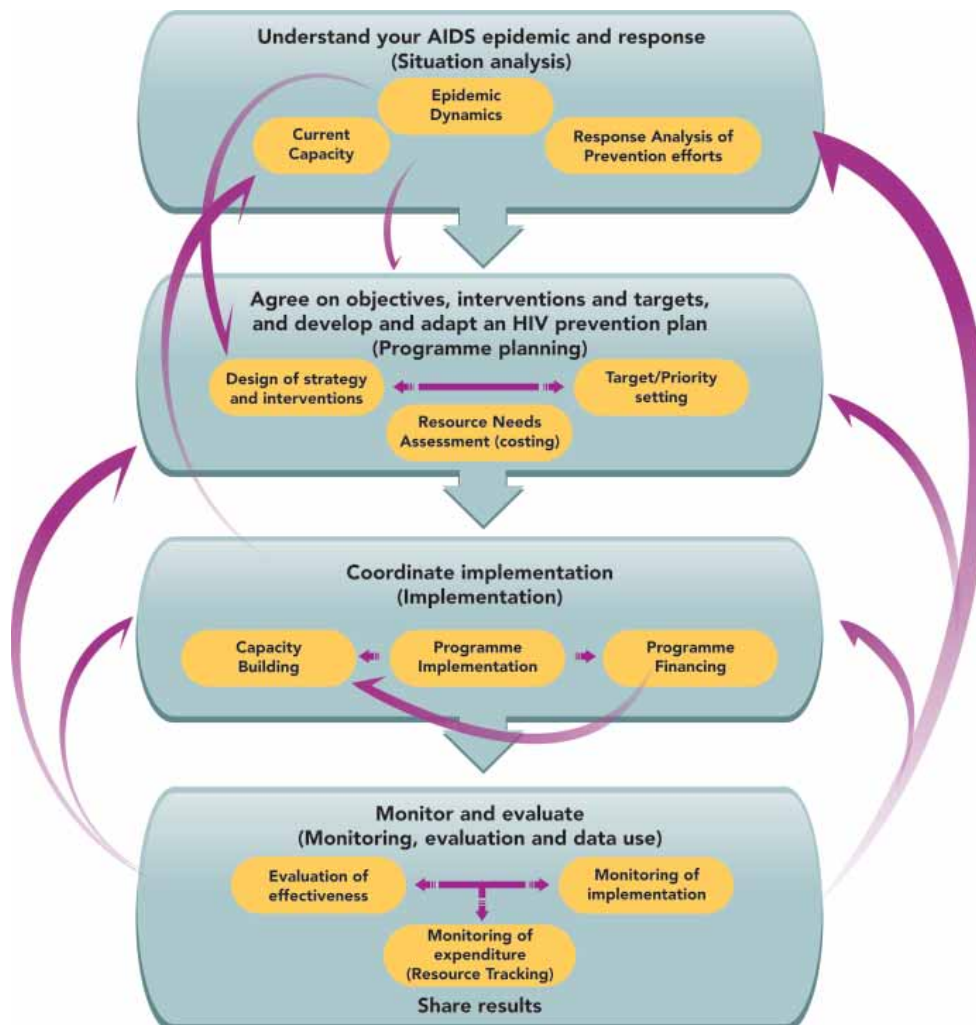 Understand your AIDS epidemic and response
(Situation analysis)
Epidemic
Dynamics
Current
Capacity
Response Analysis of
Prevention efforts
Agree on objectives, interventions and targets,
and develop and adapt an HIV prevention plan
(Programme planning)
Design of strategy
and interventions
Target/Priority
setting
Resource Needs
Assessment (costing)
Coordinate implementation
(Implementation)
Capacity
Building
Programme
Implementation
Programme
Financing
Monitor and evaluate
(Monitoring, evaluation and data use)
Evaluation of
effectiveness
Monitoring of
implementation
Monitoring of
expenditure
(Resource Tracking)
Share results